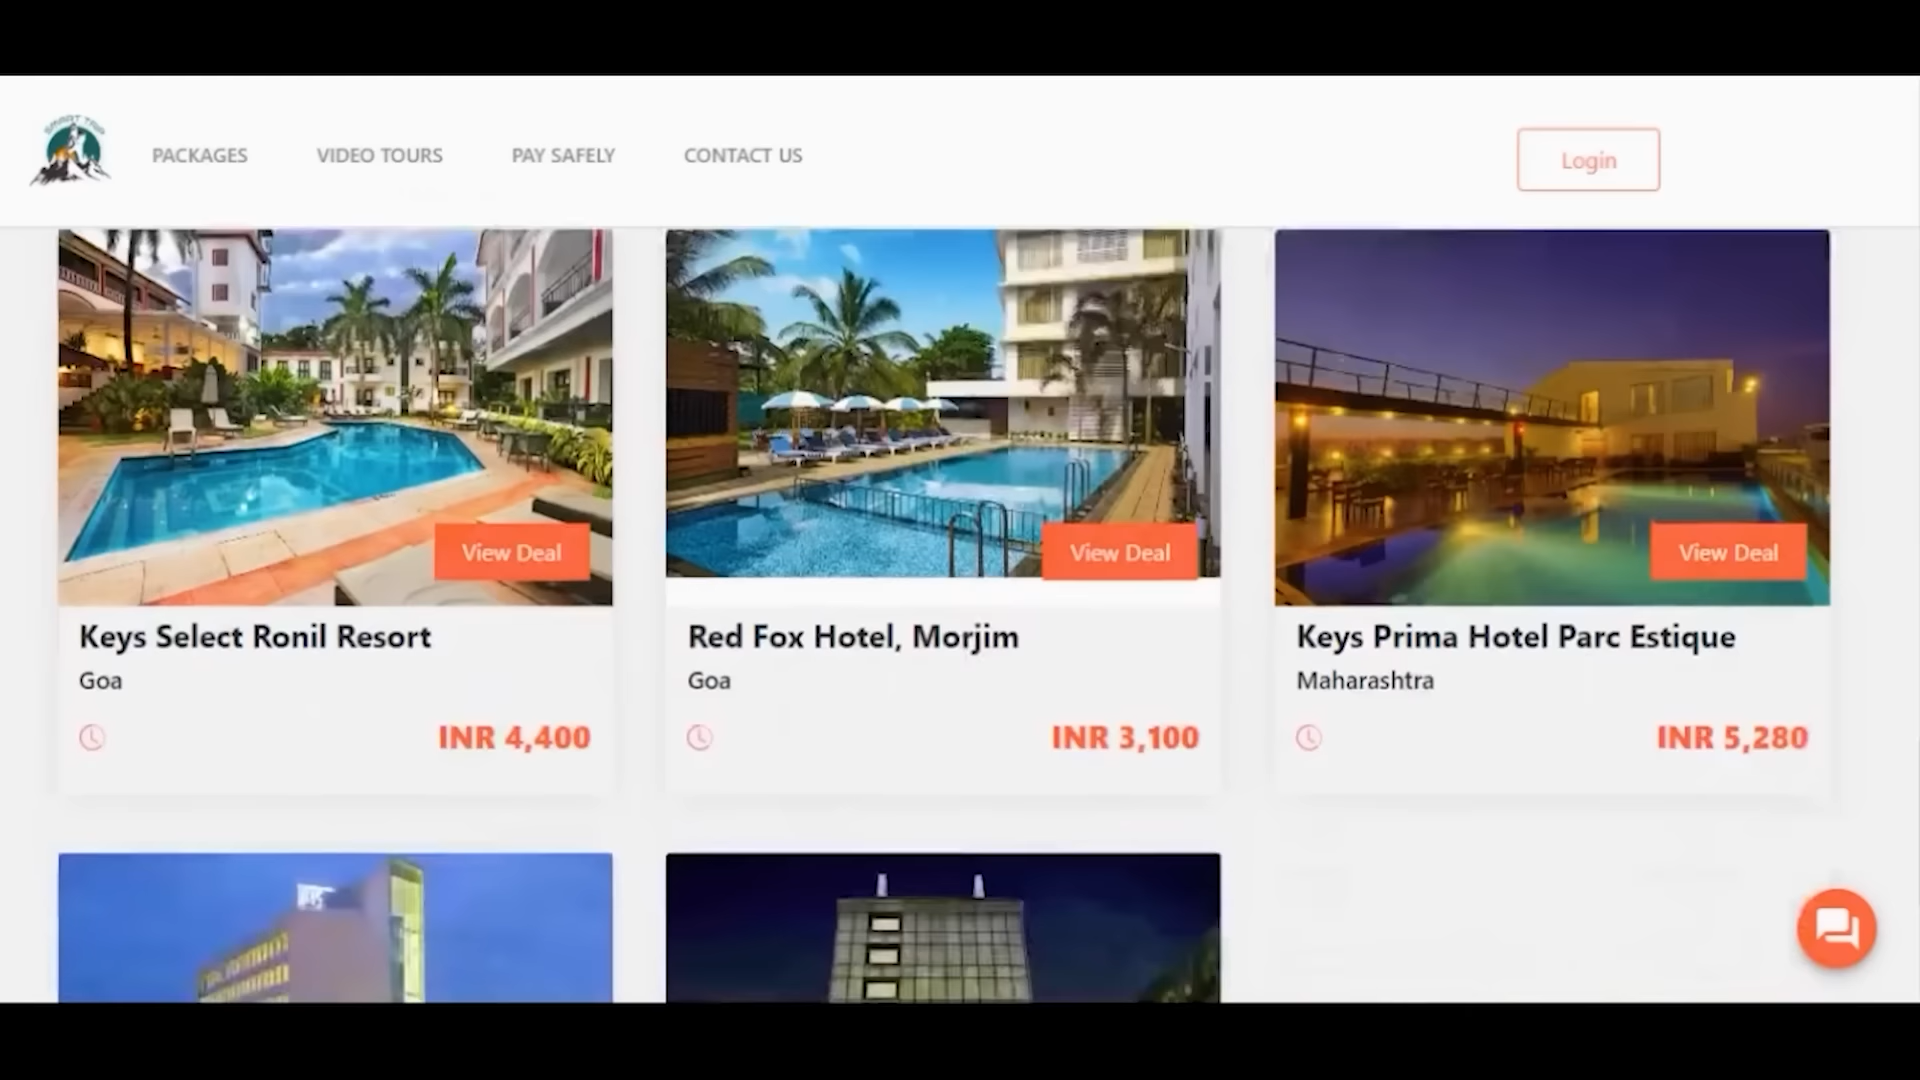 SMART TRIP
PACKAGES
VIDEO TOURS
PAY SAFELY
CONTACT US
Login
View Deal
View Deal
View Deal
Keys Select Ronil Resort
Goa
INR 4,400
Red Fox Hotel, Morjim
Goa
INR 3,100
Keys Prima Hotel Parc Estique
Maharashtra
INR 5,280